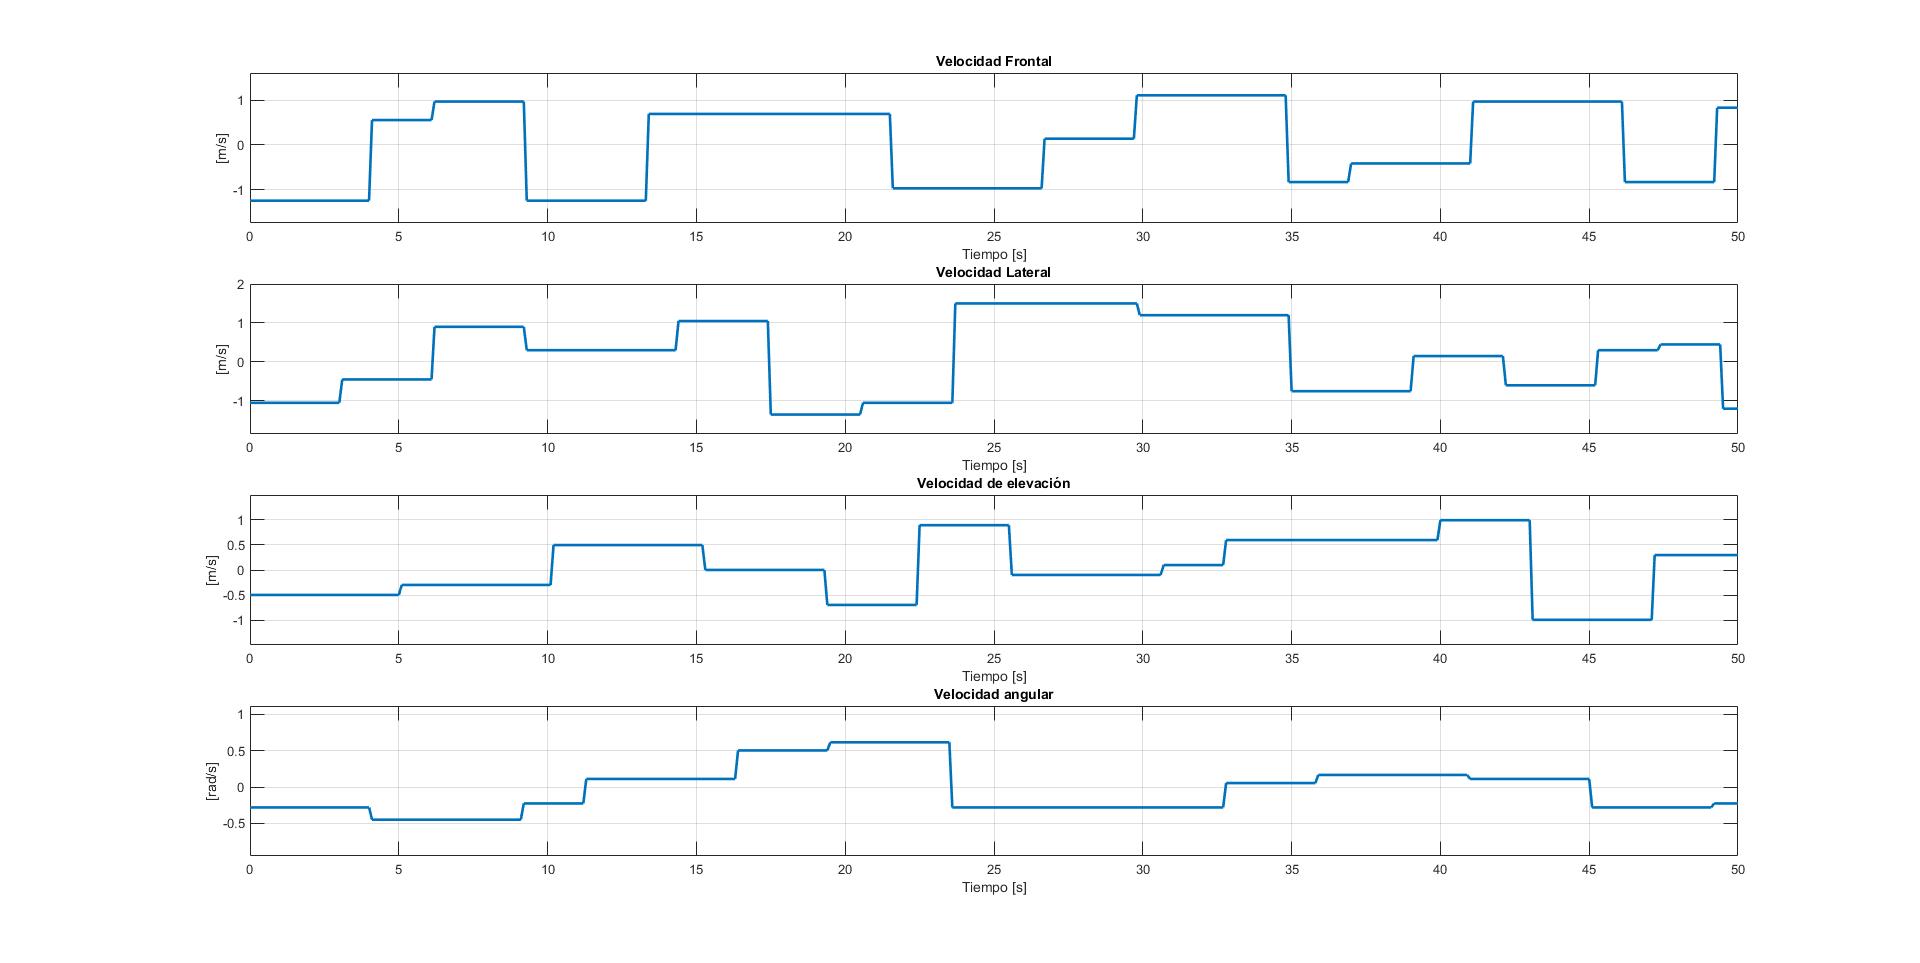 Velocidad Frontal
1
0
-1
[m/s]
0 5 10 15 20 25 30 35 40 45 50
Tiempo [s]
Velocidad Lateral
2
1
0
-1
[m/s]
0 5 10 15 20 25 30 35 40 45 50
Tiempo [s]
Velocidad de elevación
1
0.5
0
-0.5
-1
[m/s]
0 5 10 15 20 25 30 35 40 45 50
Tiempo [s]
Velocidad angular
1
0.5
0
-0.5
[rad/s]
0 5 10 15 20 25 30 35 40 45 50
Tiempo [s]